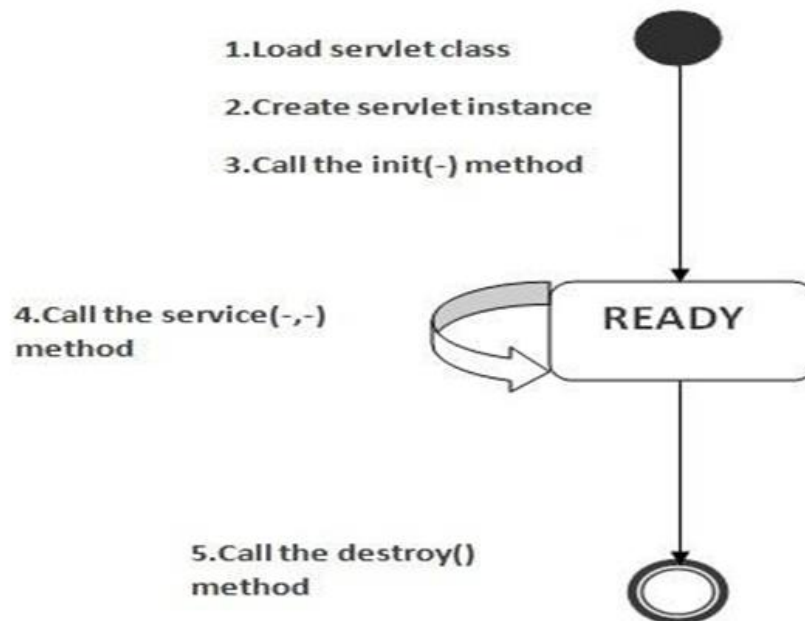 1.Load servlet class
2.Create servlet instance
3.Call the init(-) method
READY
4.Call the service(-,-)
method
5.Call the destroy()
method